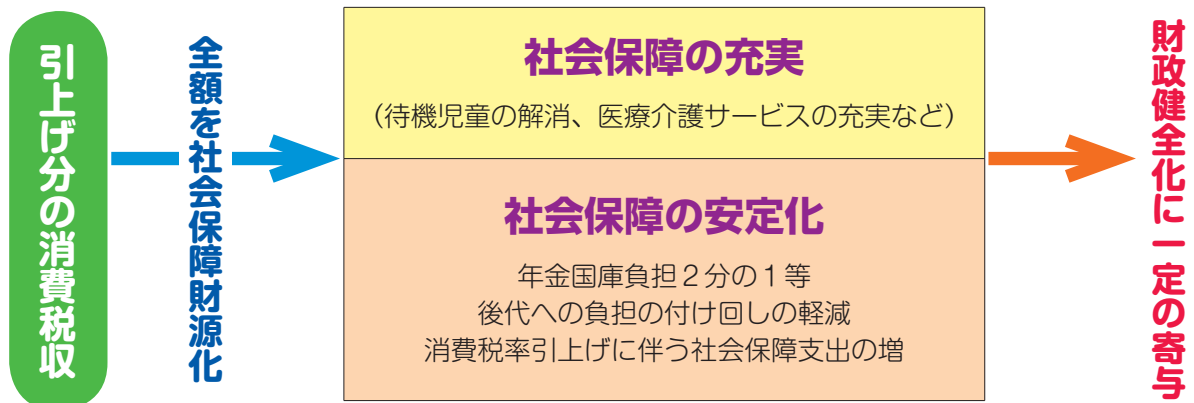 引上げ分の消費税収
全額を社会保障財源化
社会保障の充実
（待機児童の解消、医療介護サービスの充実など）
社会保障の安定化
年金国庫負担２分の１等
後代への負担の付け回しの軽減
消費税率引上げに伴う社会保障支出の増
財政健全化に一定の寄与